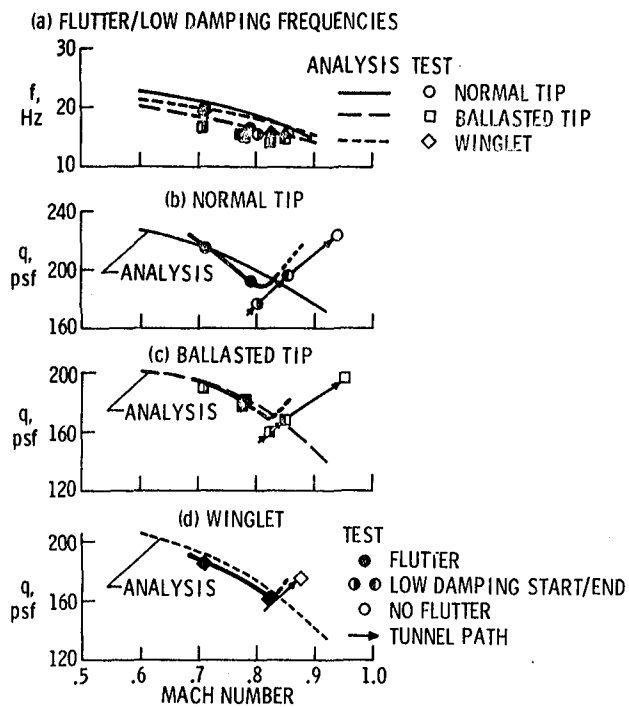 (a) FLUTTER/LOW DAMPING FREQUENCIES
30
f, Hz
20
10
ANALYSIS TEST
NORMAL TIP
BALLASTED TIP
WINGLET
(b) NORMAL TIP
240
q, psf
200
160
ANALYSIS
(c) BALLASTED TIP
200
q, psf
160
120
ANALYSIS
(d) WINGLET
200
q, psf
160
120
ANALYSIS
TEST
FLUTTER
LOW DAMPING START/END
NO FLUTTER
TUNNEL PATH
.5 .6 .7 .8 .9 1.0
MACH NUMBER